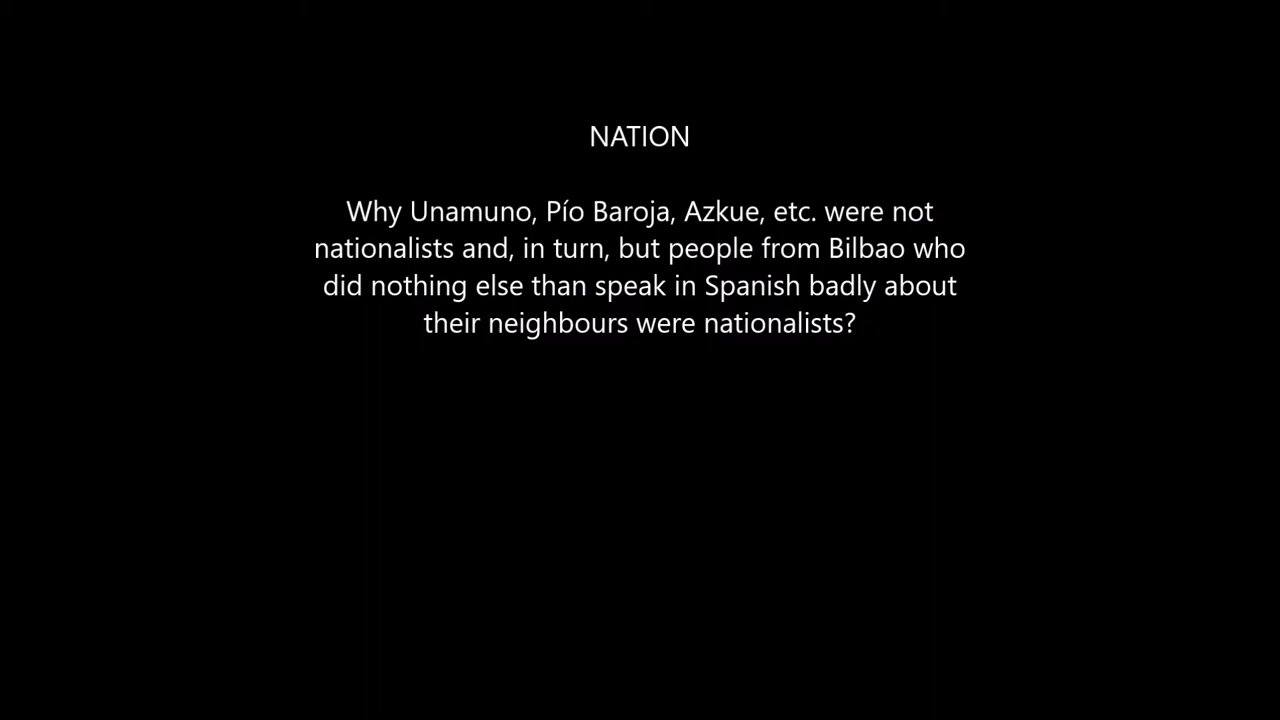 NATION
Why Unamuno, Pío Baroja, Azkue, etc. were not
nationalists and, in turn, but people from Bilbao who
did nothing else than speak in Spanish badly about
their neighbours were nationalists?